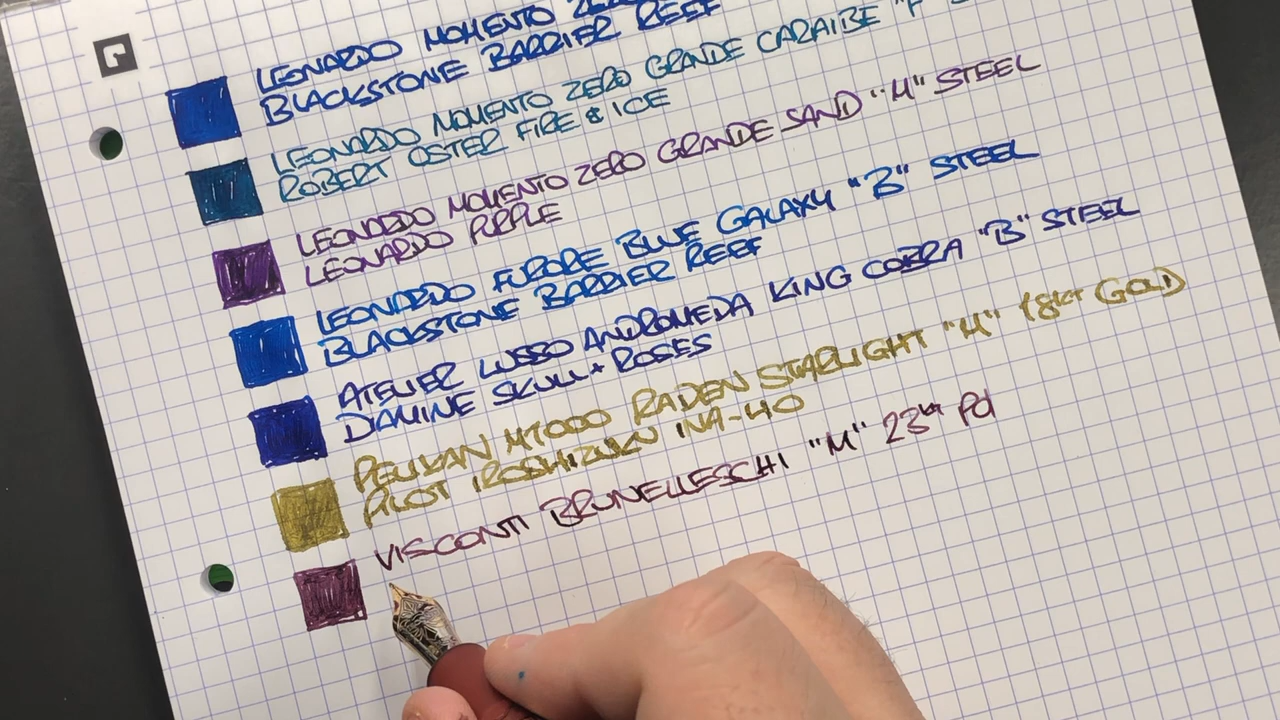 LEONARDO MOMENTO ZERO
BLACKSTONE BARRIER REEF
LEONARDO MOMENTO ZERO GRANDE CARAIBE "F"
ROBERT OSTER FIRE & ICE
LEONARDO MOMENTO ZERO GRANDE SAND "M" STEEL
LEONARDO PURPLE
LEONARDO FURORE BLUE GALAXY "B" STEEL
BLACKSTONE BARRIER REEF
ATELIER LUSSO ANDROMEDA KING COBRA "B" STEEL
DIAMINE SKULL + ROSES
PELIKAN M1000 RADEN STARLIGHT "M" 18kt GOLD
PILOT IROSHIZUKU INA-HO
VISCONTI BRUNELLESCHI "M" 23kt Pd